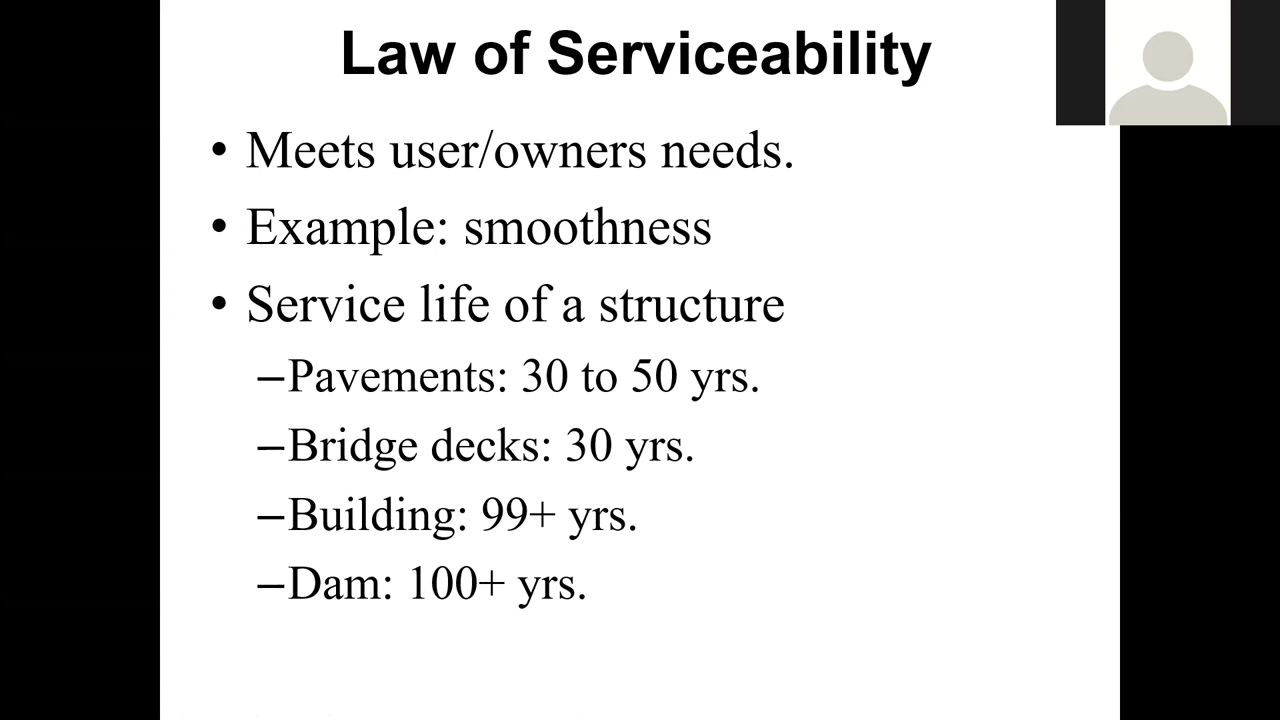 Law of Serviceability
• Meets user/owners needs.
• Example: smoothness
• Service life of a structure
–Pavements: 30 to 50 yrs.
–Bridge decks: 30 yrs.
–Building: 99+ yrs.
–Dam: 100+ yrs.